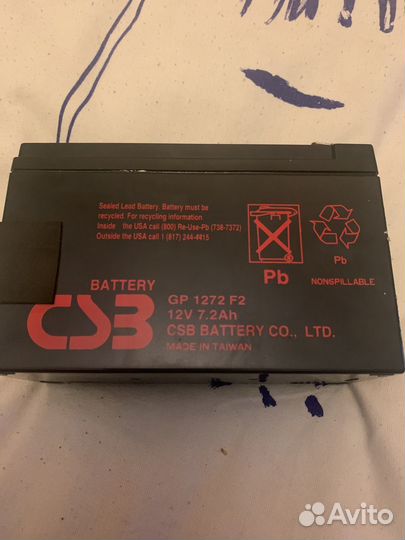 Sealed Lead Battery. Battery must be
recycled. For recycling information.
Inside the USA call (800) Re-Use-Pb (738-7372)
Outside the USA call 1 (817) 244-4415
Pb
Pb
NONSPILLABLE
BATTERY
CSB
GP 1272 F2
12V 7.2Ah
CSB BATTERY CO., LTD.
MADE IN TAIWAN
Avito